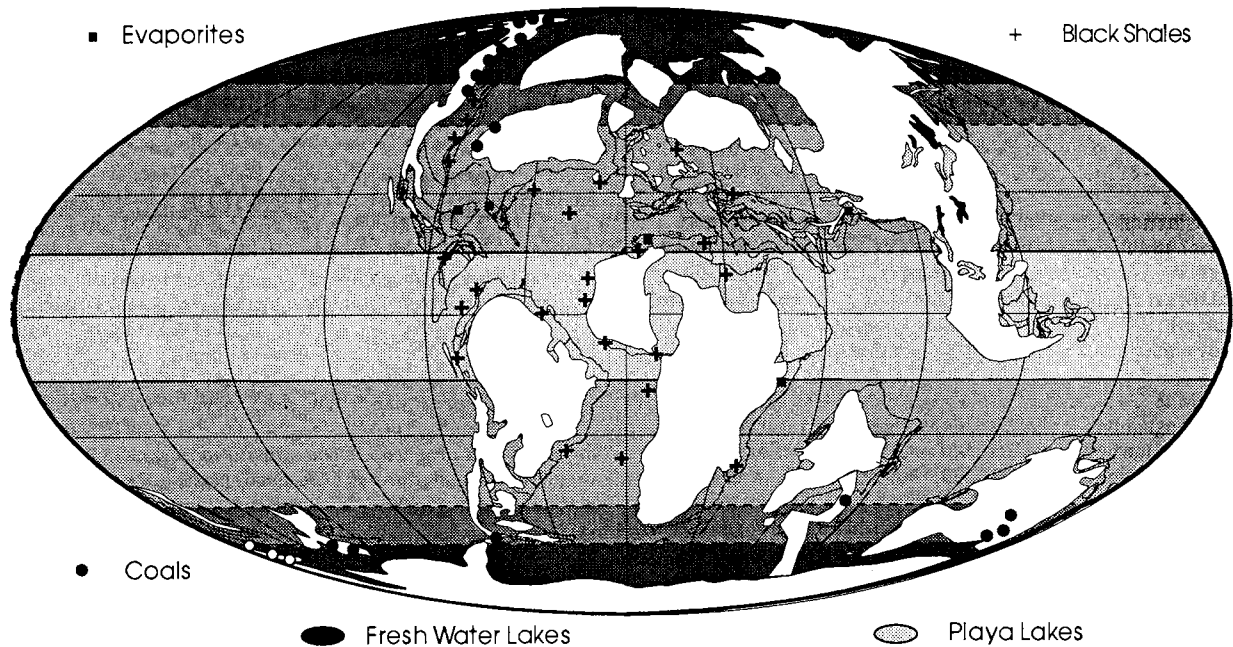 Evaporites
Black Shales
Coals
Fresh Water Lakes
Playa Lakes